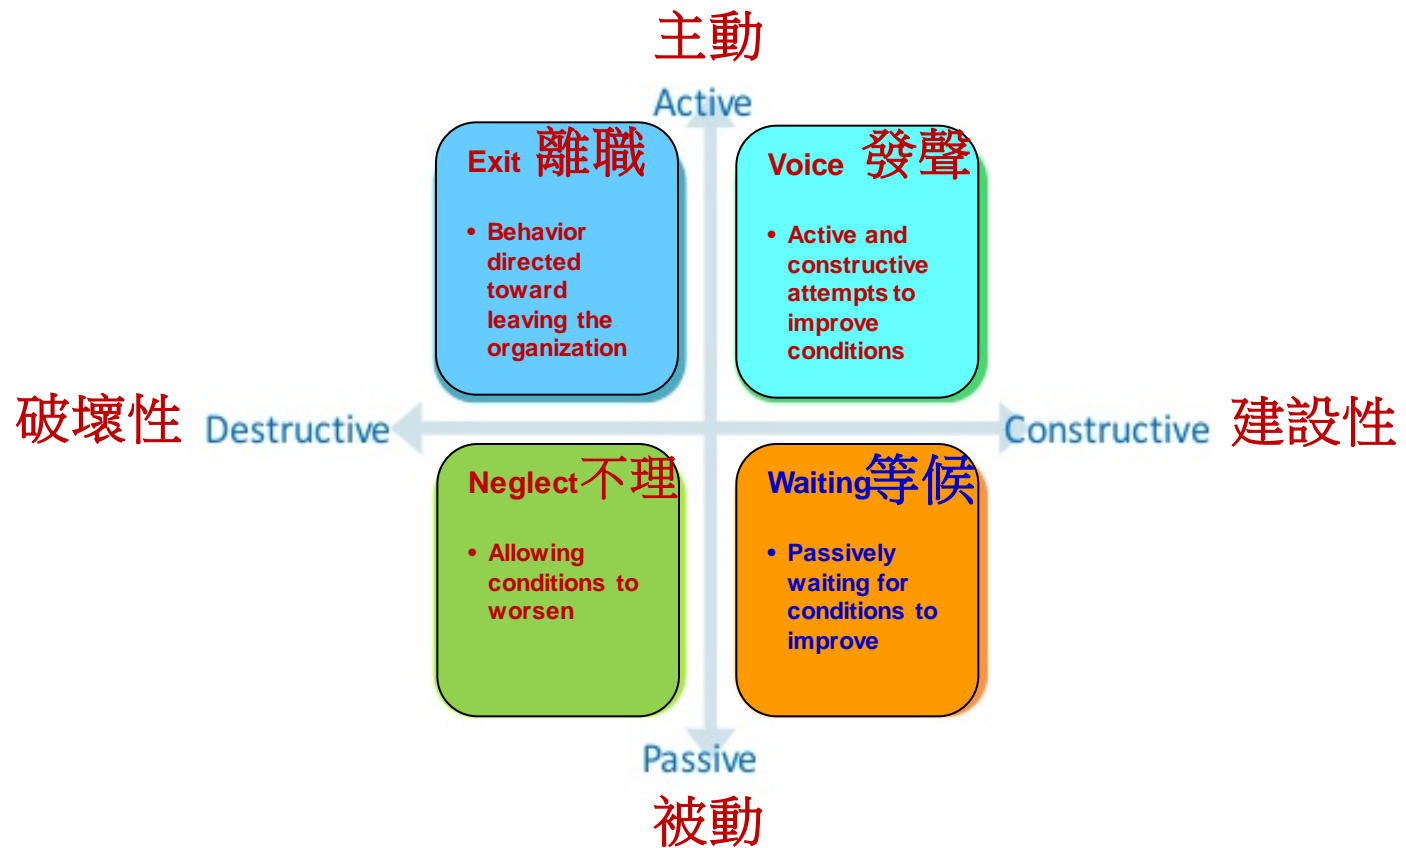 主動
Active
Exit 離職
• Behavior
directed
toward
leaving the
organization
Voice 發聲
• Active and
constructive
attempts to
improve
conditions
破壞性 Destructive
Constructive 建設性
Neglect不理
• Allowing
conditions to
worsen
Waiting等候
• Passively
waiting for
conditions to
improve
Passive
被動